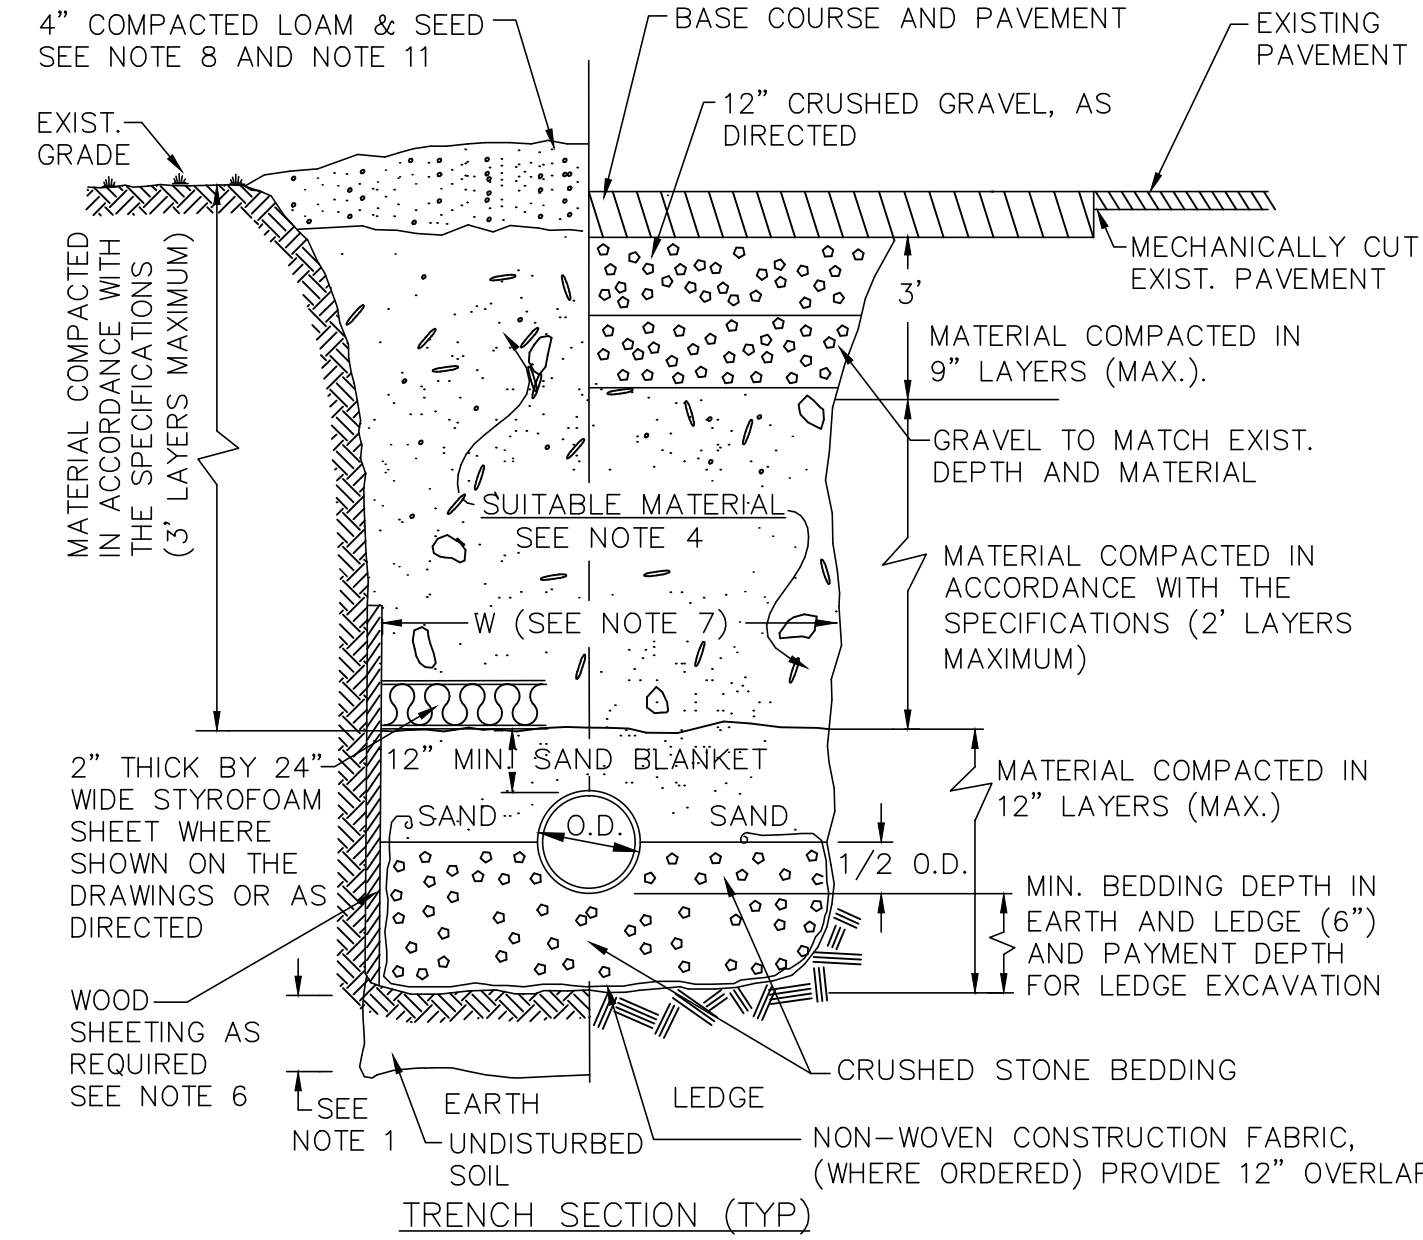 4” COMPACTED LOAM & SEED
SEE NOTE 8 AND NOTE 11
BASE COURSE AND PAVEMENT
EXISTING
PAVEMENT
12” CRUSHED GRAVEL, AS
DIRECTED
EXIST.
GRADE
MATERIAL COMPACTED
IN ACCORDANCE WITH
THE SPECIFICATIONS
(3’ LAYERS MAXIMUM)
MECHANICALLY CUT
EXIST. PAVEMENT
3’
MATERIAL COMPACTED IN
9” LAYERS (MAX.).
GRAVEL TO MATCH EXIST.
DEPTH AND MATERIAL
SUITABLE MATERIAL
SEE NOTE 4
MATERIAL COMPACTED IN
ACCORDANCE WITH THE
SPECIFICATIONS (2’ LAYERS
MAXIMUM)
W (SEE NOTE 7)
2” THICK BY 24”
WIDE STYROFOAM
SHEET WHERE
SHOWN ON THE
DRAWINGS OR AS
DIRECTED
12” MIN. SAND BLANKET
SAND
O.D.
SAND
MATERIAL COMPACTED IN
12” LAYERS (MAX.)
1/2 O.D.
MIN. BEDDING DEPTH IN
EARTH AND LEDGE (6”)
AND PAYMENT DEPTH
FOR LEDGE EXCAVATION
WOOD
SHEETING AS
REQUIRED
SEE NOTE 6
SEE
NOTE 1
EARTH
LEDGE
CRUSHED STONE BEDDING
UNDISTURBED
SOIL
NON–WOVEN CONSTRUCTION FABRIC,
(WHERE ORDERED) PROVIDE 12” OVERLAP
TRENCH SECTION (TYP)